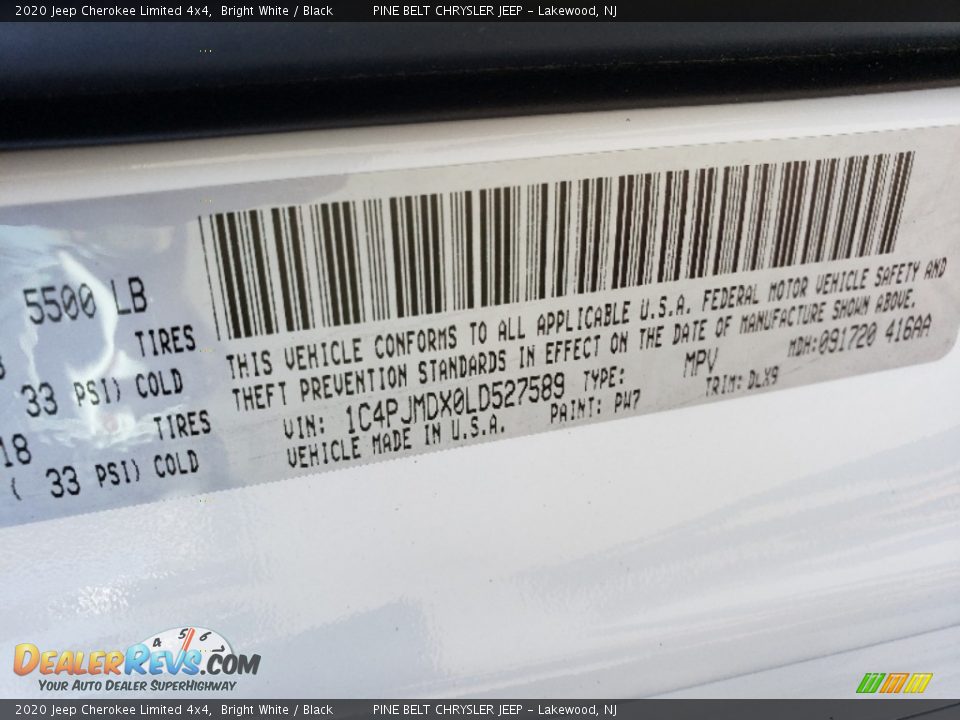 2020 Jeep Cherokee Limited 4x4, Bright White / Black PINE BELT CHRYSLER JEEP - Lakewood, NJ
5500 LB
TIRES
33 PSI) COLD
18 TIRES
( 33 PSI) COLD
THIS VEHICLE CONFORMS TO ALL APPLICABLE U.S.A. FEDERAL MOTOR VEHICLE SAFETY AND
THEFT PREVENTION STANDARDS IN EFFECT ON THE DATE OF MANUFACTURE SHOWN ABOVE.
VIN: 1C4PJMDX0LD527589 TYPE: MPV MDH:091720 416AA
VEHICLE MADE IN U.S.A. PAINT: PW7 TRIM: DLX9
4 5 6 7
DEALERREVS.COM
YOUR AUTO DEALER SUPERHIGHWAY
2020 Jeep Cherokee Limited 4x4, Bright White / Black PINE BELT CHRYSLER JEEP - Lakewood, NJ